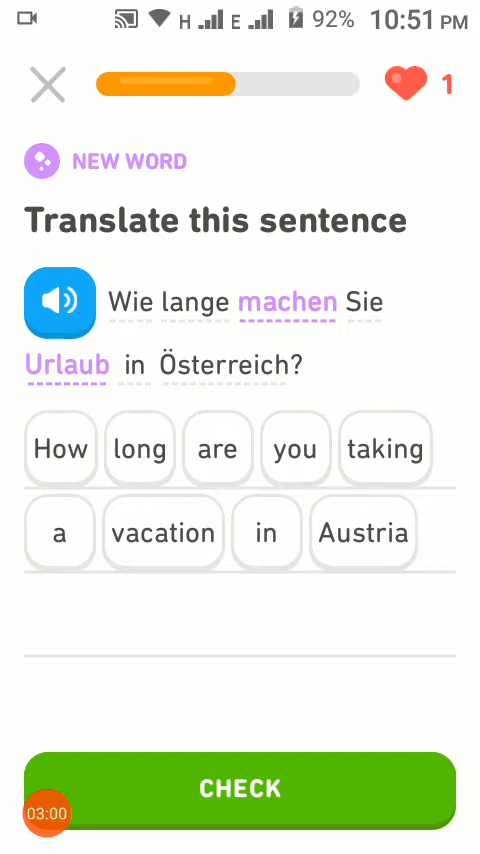 H E 92% 10:51 PM
1
NEW WORD
Translate this sentence
Wie lange machen Sie
Urlaub in Österreich?
How long are you taking
a vacation in Austria
CHECK
03:00